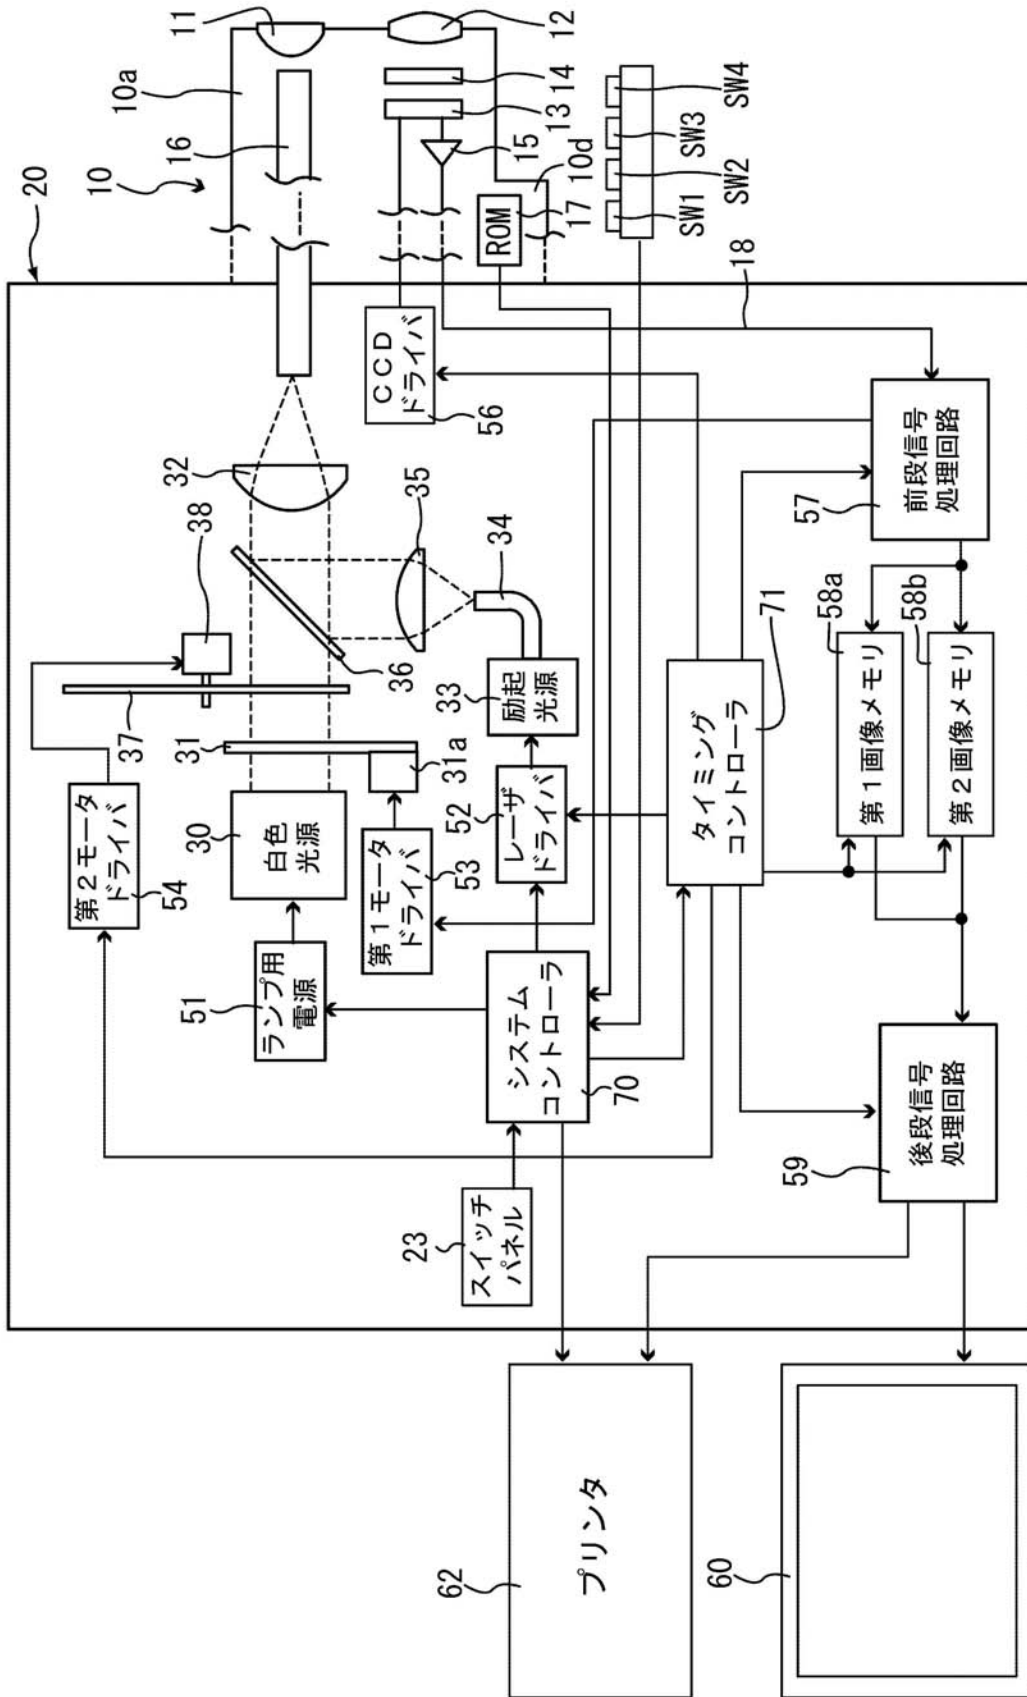 20
10
10a
11
16
12
14
13
15
10d
ROM
17
SW1
SW2
SW3
SW4
18
CCD
ドライバ
56
32
38
35
34
36
37
31
31a
33
励起
光源
30
白色
光源
第2モータ
ドライバ
54
第1モータ
ドライバ
53
52
レーザ
ドライバ
51
ランプ用
電源
システム
コントローラ
70
タイミング
コントローラ
71
57
前段信号
処理回路
58a
第1画像メモリ
58b
第2画像メモリ
59
後段信号
処理回路
23
スイッチ
パネル
62
プリンタ
60